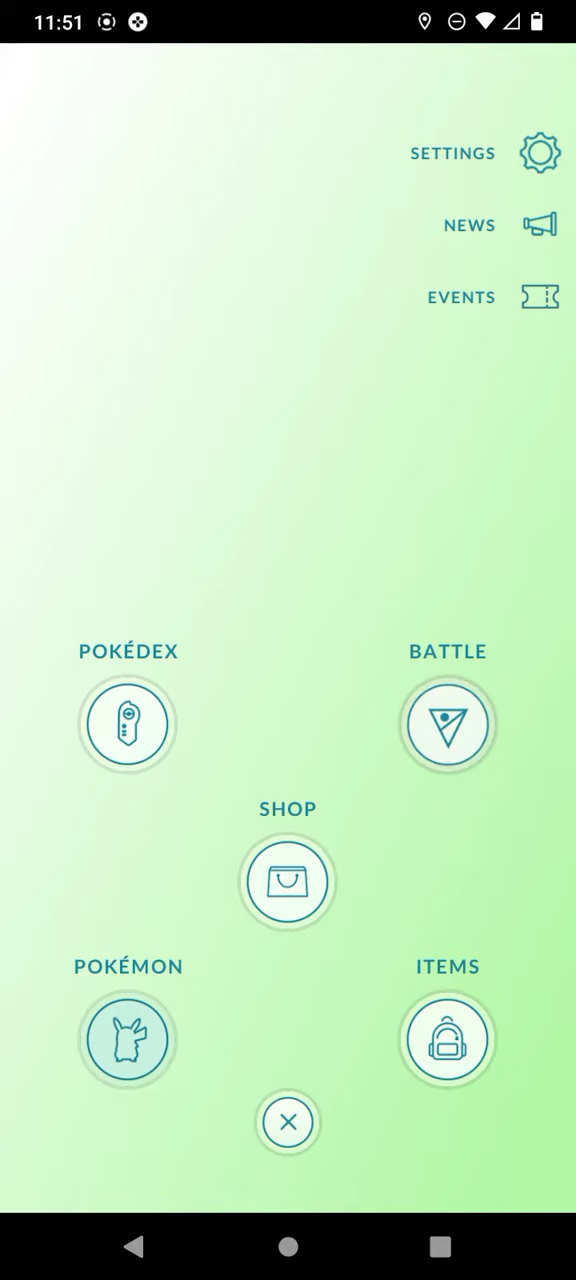 11:51
SETTINGS
NEWS
EVENTS
POKÉDEX
BATTLE
SHOP
POKÉMON
ITEMS